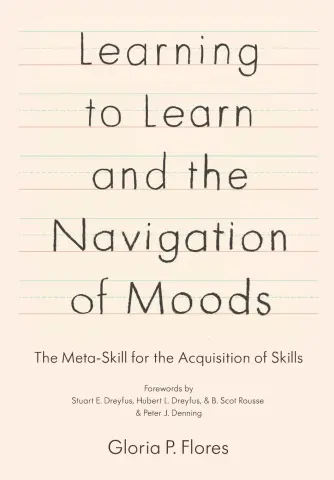 Learning
to Learn
and the
Navigation
of Moods
The Meta-Skill for the Acquisition of Skills
Forewords by
Stuart E. Dreyfus, Hubert L. Dreyfus, & B. Scot Rousse
& Peter J. Denning
Gloria P. Flores